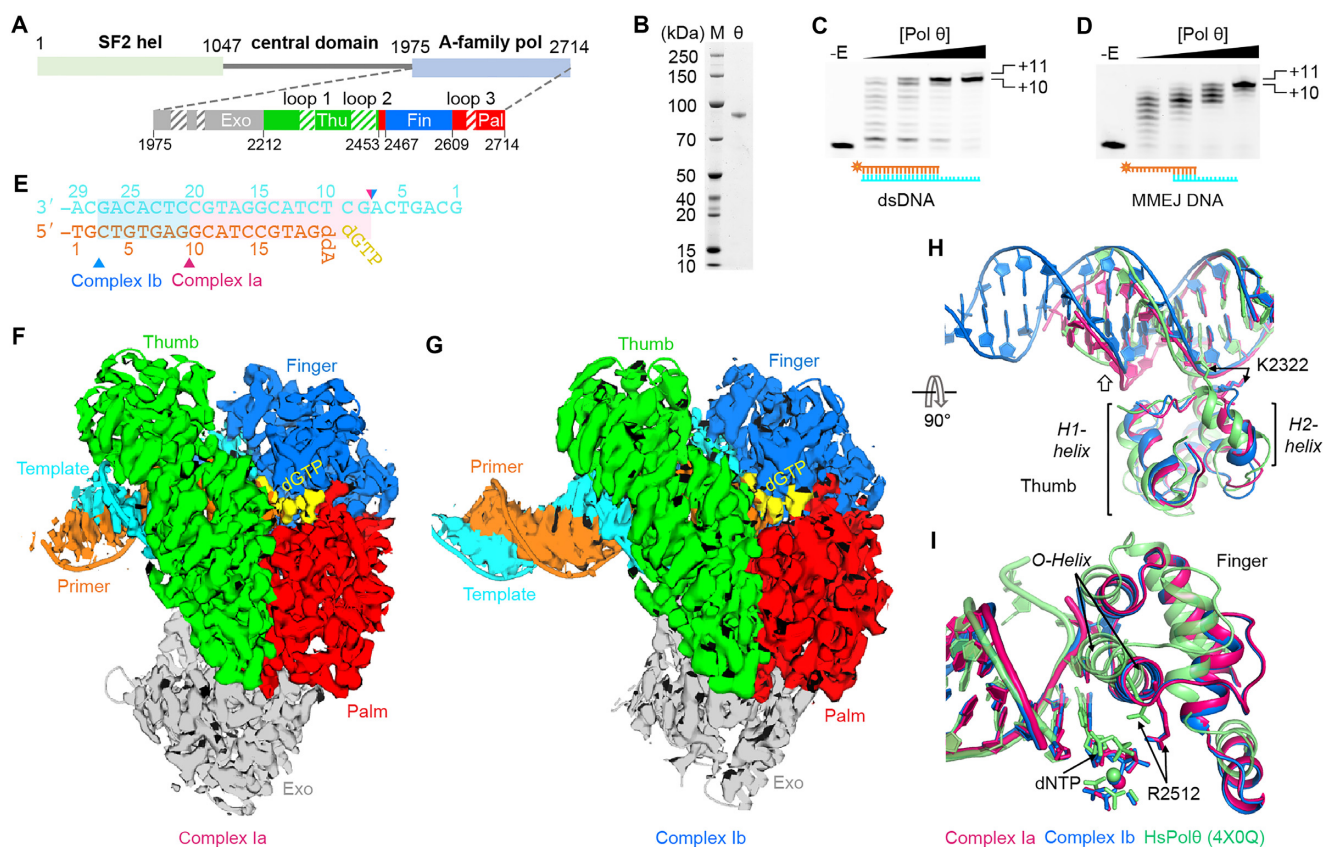 A
1
SF2 hel
1047
central domain
1975
A-family pol
2714
loop 1
loop 2
loop 3
Exo
Thu
Fin
Pal
1975
2212
2453
2467
2609
2714
B
(kDa)
M
θ
250
150
100
70
50
40
30
20
15
10
C
[Pol θ]
-E
+11
+10
dsDNA
D
[Pol θ]
-E
+11
+10
MMEJ DNA
E
29 25 20 15 10 5 1
3′ –ACGACACTCCGTAGGCATCTCGACTGACG
5′ –TGCTGTGAGGCATCCGTAG
ddA
dGTP
1 5 10 15
Complex Ib
Complex Ia
F
Thumb
Finger
Template
dGTP
Primer
Palm
Exo
Complex Ia
G
Thumb
Finger
Primer
dGTP
Template
Palm
Exo
Complex Ib
H
90°
K2322
H1-
helix
H2-
helix
Thumb
I
O-Helix
Finger
dNTP
R2512
Complex Ia Complex Ib HsPolθ (4X0Q)